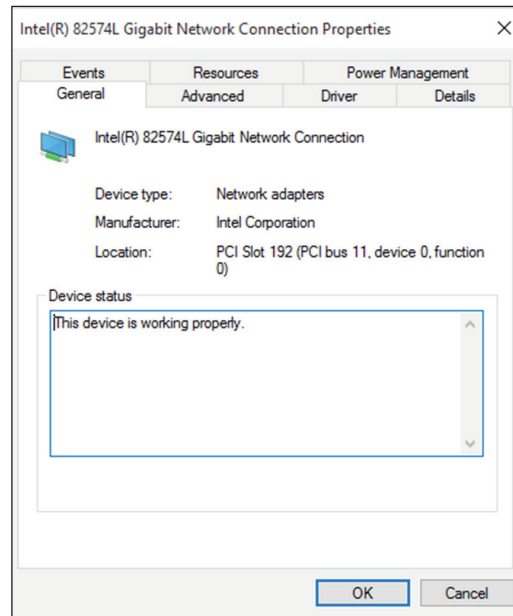 Intel(R) 82574L Gigabit Network Connection Properties
Events Resources Power Management
General Advanced Driver Details
Intel(R) 82574L Gigabit Network Connection
Device type: Network adapters
Manufacturer: Intel Corporation
Location: PCI Slot 192 (PCI bus 11, device 0, function
0)
Device status
This device is working properly.
OK Cancel